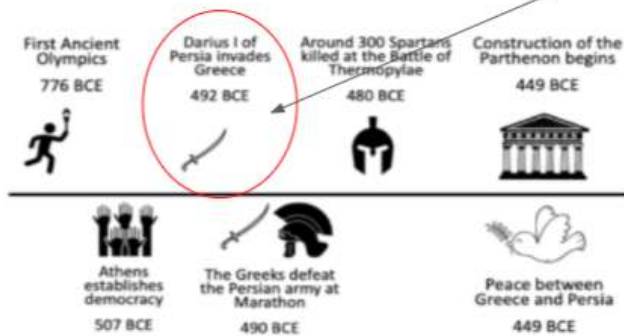 First Ancient
Olympics
776 BCE
Darius I of
Persia invades
Greece
492 BCE
Around 300 Spartans
killed at the Battle of
Thermopylae
480 BCE
Construction of the
Parthenon begins
449 BCE
Athens
establishes
democracy
507 BCE
The Greeks defeat
the Persian army at
Marathon
490 BCE
Peace between
Greece and Persia
449 BCE